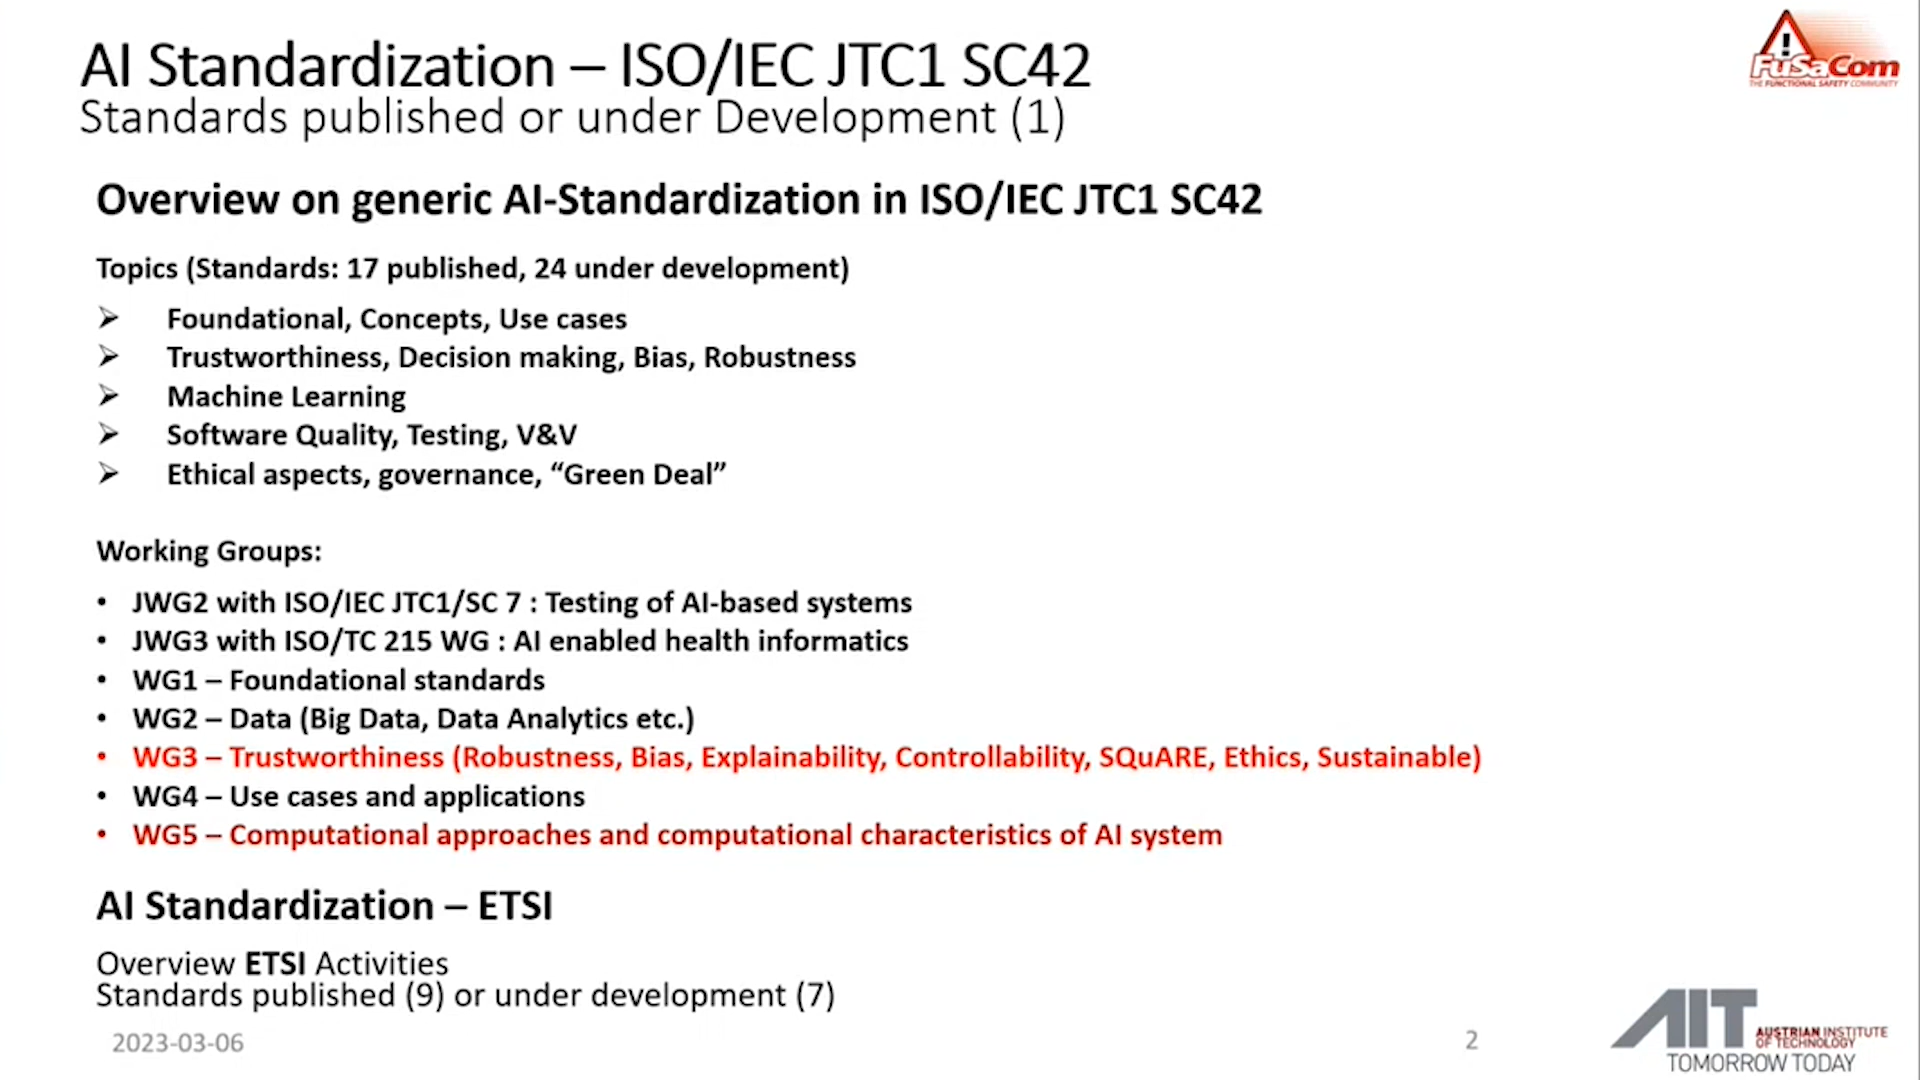 AI Standardization – ISO/IEC JTC1 SC42
Standards published or under Development (1)
FuSaCom
THE FUNCTIONAL SAFETY COMMUNITY
Overview on generic AI-Standardization in ISO/IEC JTC1 SC42
Topics (Standards: 17 published, 24 under development)
➢ Foundational, Concepts, Use cases
➢ Trustworthiness, Decision making, Bias, Robustness
➢ Machine Learning
➢ Software Quality, Testing, V&V
➢ Ethical aspects, governance, “Green Deal”
Working Groups:
• JWG2 with ISO/IEC JTC1/SC 7 : Testing of AI-based systems
• JWG3 with ISO/TC 215 WG : AI enabled health informatics
• WG1 – Foundational standards
• WG2 – Data (Big Data, Data Analytics etc.)
• WG3 – Trustworthiness (Robustness, Bias, Explainability, Controllability, SQuARE, Ethics, Sustainable)
• WG4 – Use cases and applications
• WG5 – Computational approaches and computational characteristics of AI system
AI Standardization – ETSI
Overview ETSI Activities
Standards published (9) or under development (7)
2023-03-06
2
AIT
AUSTRIAN INSTITUTE
OF TECHNOLOGY
TOMORROW TODAY